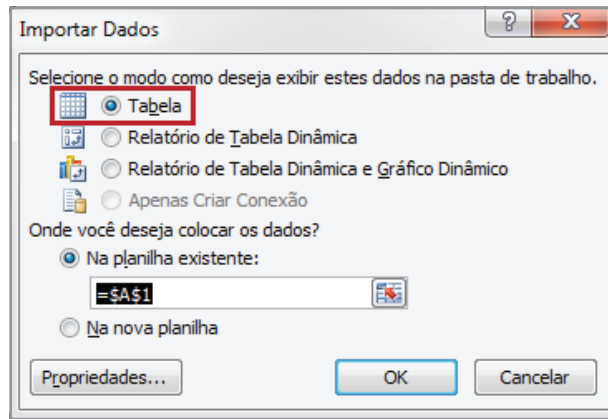 Importar Dados
Selecione o modo como deseja exibir estes dados na pasta de trabalho.
Tabela
Relatório de Tabela Dinâmica
Relatório de Tabela Dinâmica e Gráfico Dinâmico
Apenas Criar Conexão
Onde você deseja colocar os dados?
Na planilha existente:
=$A$1
Na nova planilha
Propriedades... OK Cancelar